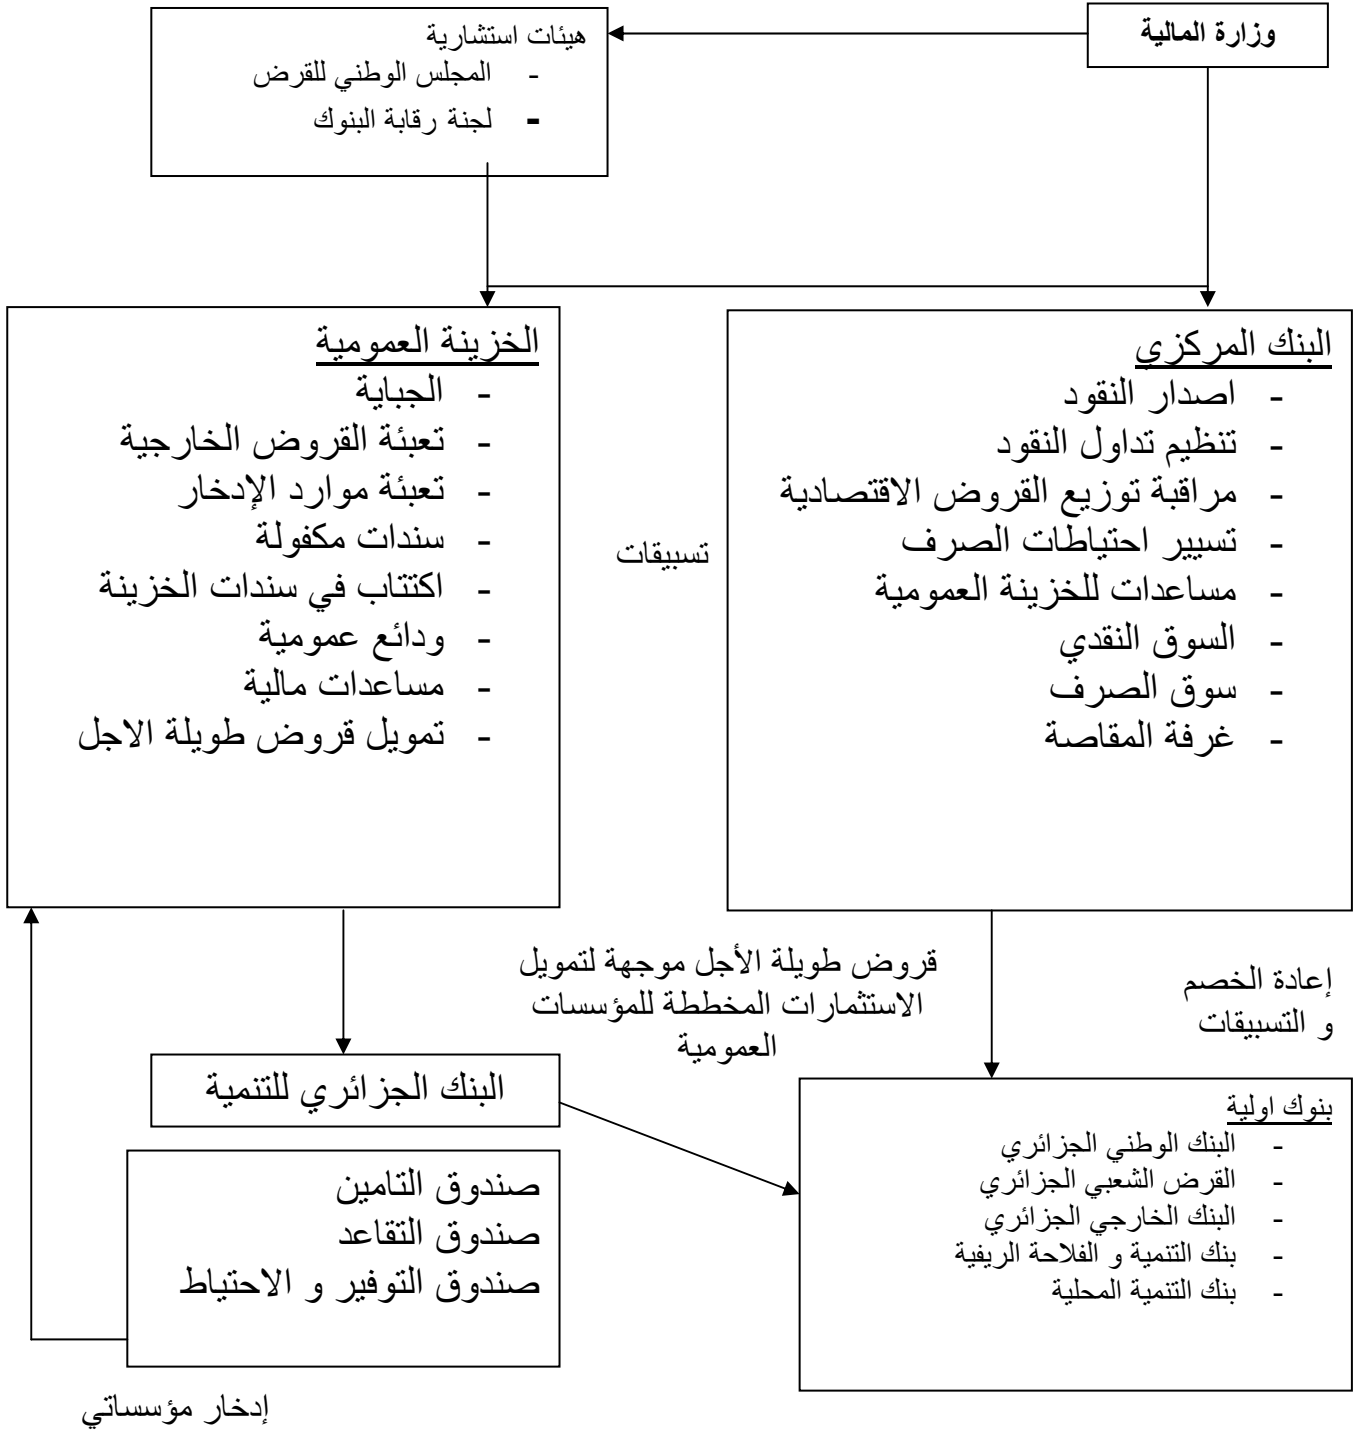 وزارة المالية
هيئات استشارية
- المجلس الوطني للقرض
- لجنة رقابة البنوك
البنك المركزي
- اصدار النقود
- تنظيم تداول النقود
- مراقبة توزيع القروض الاقتصادية
- تسيير احتياطات الصرف
- مساعدات للخزينة العمومية
- السوق النقدي
- سوق الصرف
- غرفة المقاصة
تسبيقات
الخزينة العمومية
- الجباية
- تعبئة القروض الخارجية
- تعبئة موارد الإدخار
- سندات مكفولة
- اكتتاب في سندات الخزينة
- ودائع عمومية
- مساعدات مالية
- تمويل قروض طويلة الاجل
إعادة الخصم
و التسبيقات
قروض طويلة الأجل موجهة لتمويل
الاستثمارات المخططة للمؤسسات
العمومية
البنك الجزائري للتنمية
بنوك اولية
- البنك الوطني الجزائري
- القرض الشعبي الجزائري
- البنك الخارجي الجزائري
- بنك التنمية و الفلاحة الريفية
- بنك التنمية المحلية
صندوق التامين
صندوق التقاعد
صندوق التوفير و الاحتياط
إدخار مؤسساتي